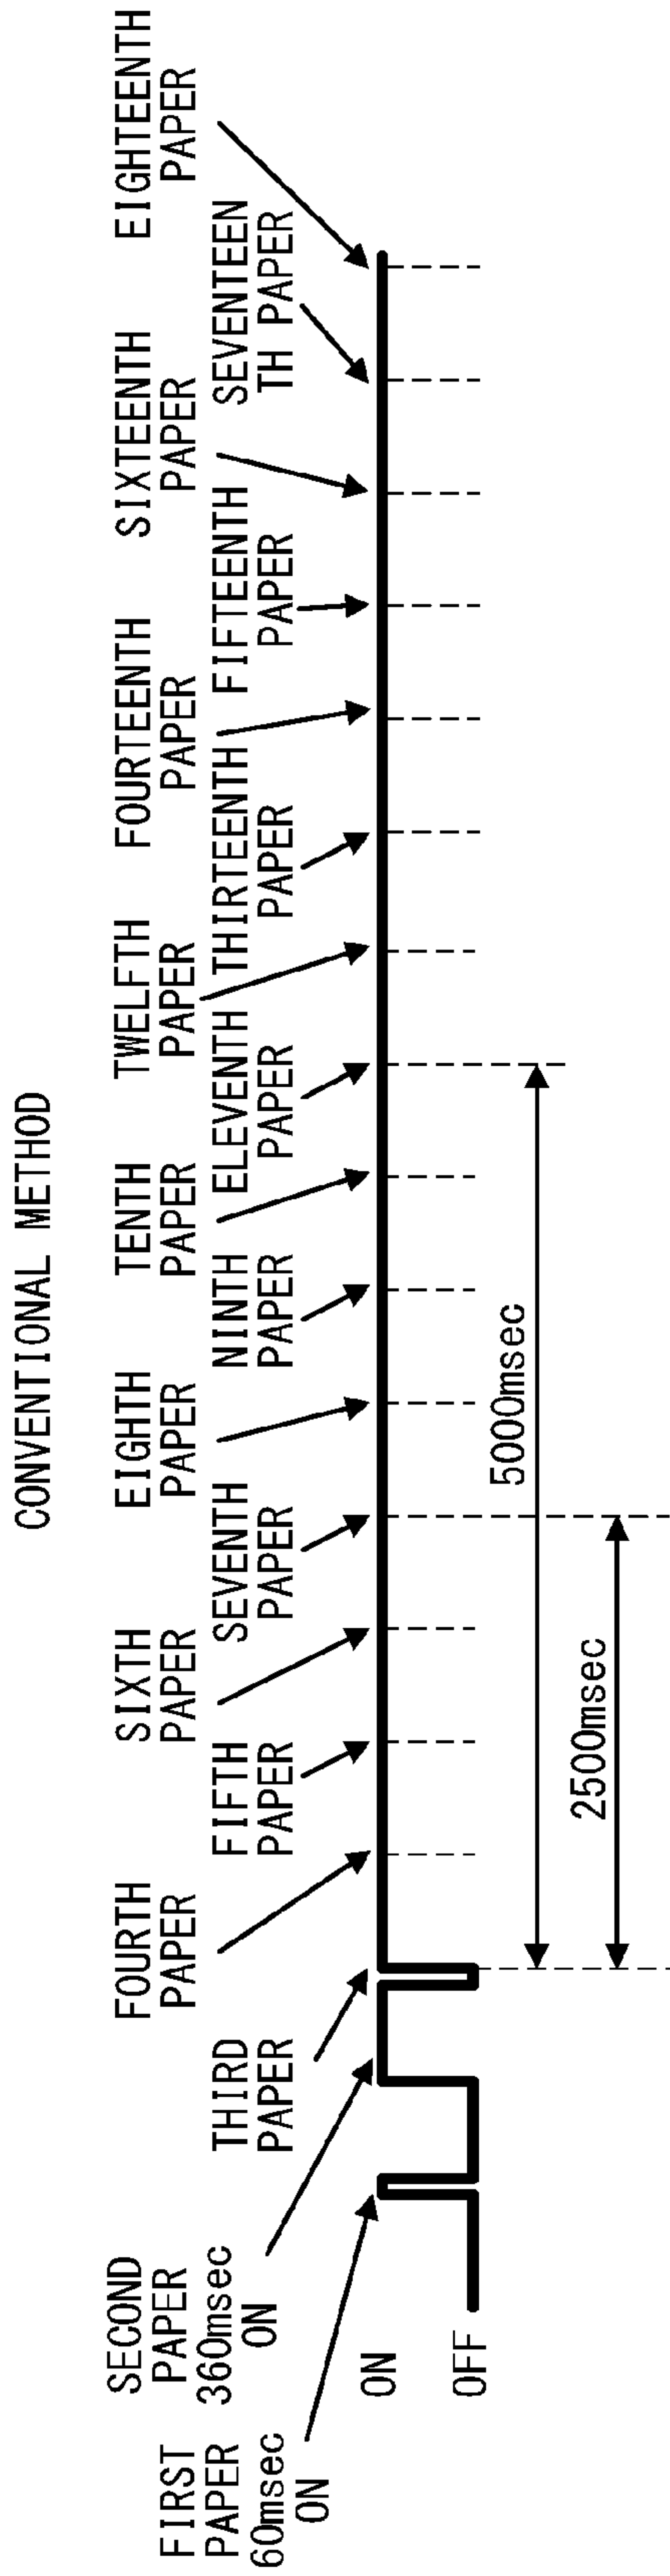 CONVENTIONAL METHOD
FIRST
PAPER
60msec
ON
SECOND
PAPER
360msec
ON
THIRD
PAPER
FOURTH
PAPER
FIFTH
PAPER
SIXTH
PAPER
SEVENTH
PAPER
EIGHTH
PAPER
NINTH
PAPER
TENTH
PAPER
ELEVENTH
PAPER
TWELFTH
PAPER
THIRTEENTH
PAPER
FOURTEENTH
PAPER
FIFTEENTH
PAPER
SIXTEENTH
PAPER
SEVENTEEN
TH PAPER
EIGHTEENTH
PAPER
ON
OFF
5000msec
2500msec